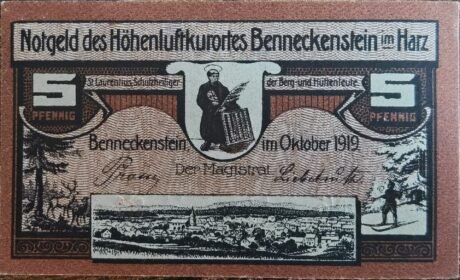 Notgeld des Höhenluftkurortes Benneckenstein im Harz
St. Laurentius, Schutzheiliger der Berg- und Hüttenleute.
5 5
PFENNIG PFENNIG
Benneckenstein, im Oktober 1919.
Der Magistrat